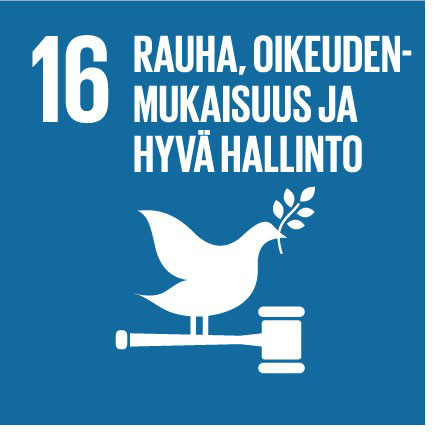 16 RAUHA, OIKEUDEN-
MUKAISUUS JA
HYVÄ HALLINTO